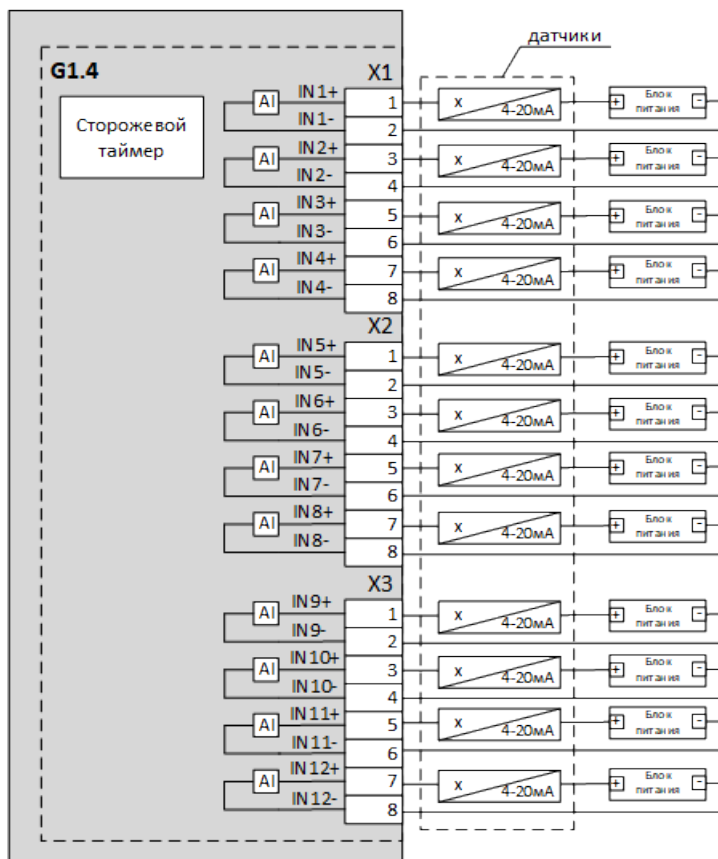 датчики
G1.4
X1
Сторожевой
таймер
AI IN1+ 1 x 4-20мА + Блок питания -
IN1- 2
AI IN2+ 3 x 4-20мА + Блок питания -
IN2- 4
AI IN3+ 5 x 4-20мА + Блок питания -
IN3- 6
AI IN4+ 7 x 4-20мА + Блок питания -
IN4- 8
X2
AI IN5+ 1 x 4-20мА + Блок питания -
IN5- 2
AI IN6+ 3 x 4-20мА + Блок питания -
IN6- 4
AI IN7+ 5 x 4-20мА + Блок питания -
IN7- 6
AI IN8+ 7 x 4-20мА + Блок питания -
IN8- 8
X3
AI IN9+ 1 x 4-20мА + Блок питания -
IN9- 2
AI IN10+ 3 x 4-20мА + Блок питания -
IN10- 4
AI IN11+ 5 x 4-20мА + Блок питания -
IN11- 6
AI IN12+ 7 x 4-20мА + Блок питания -
IN12- 8